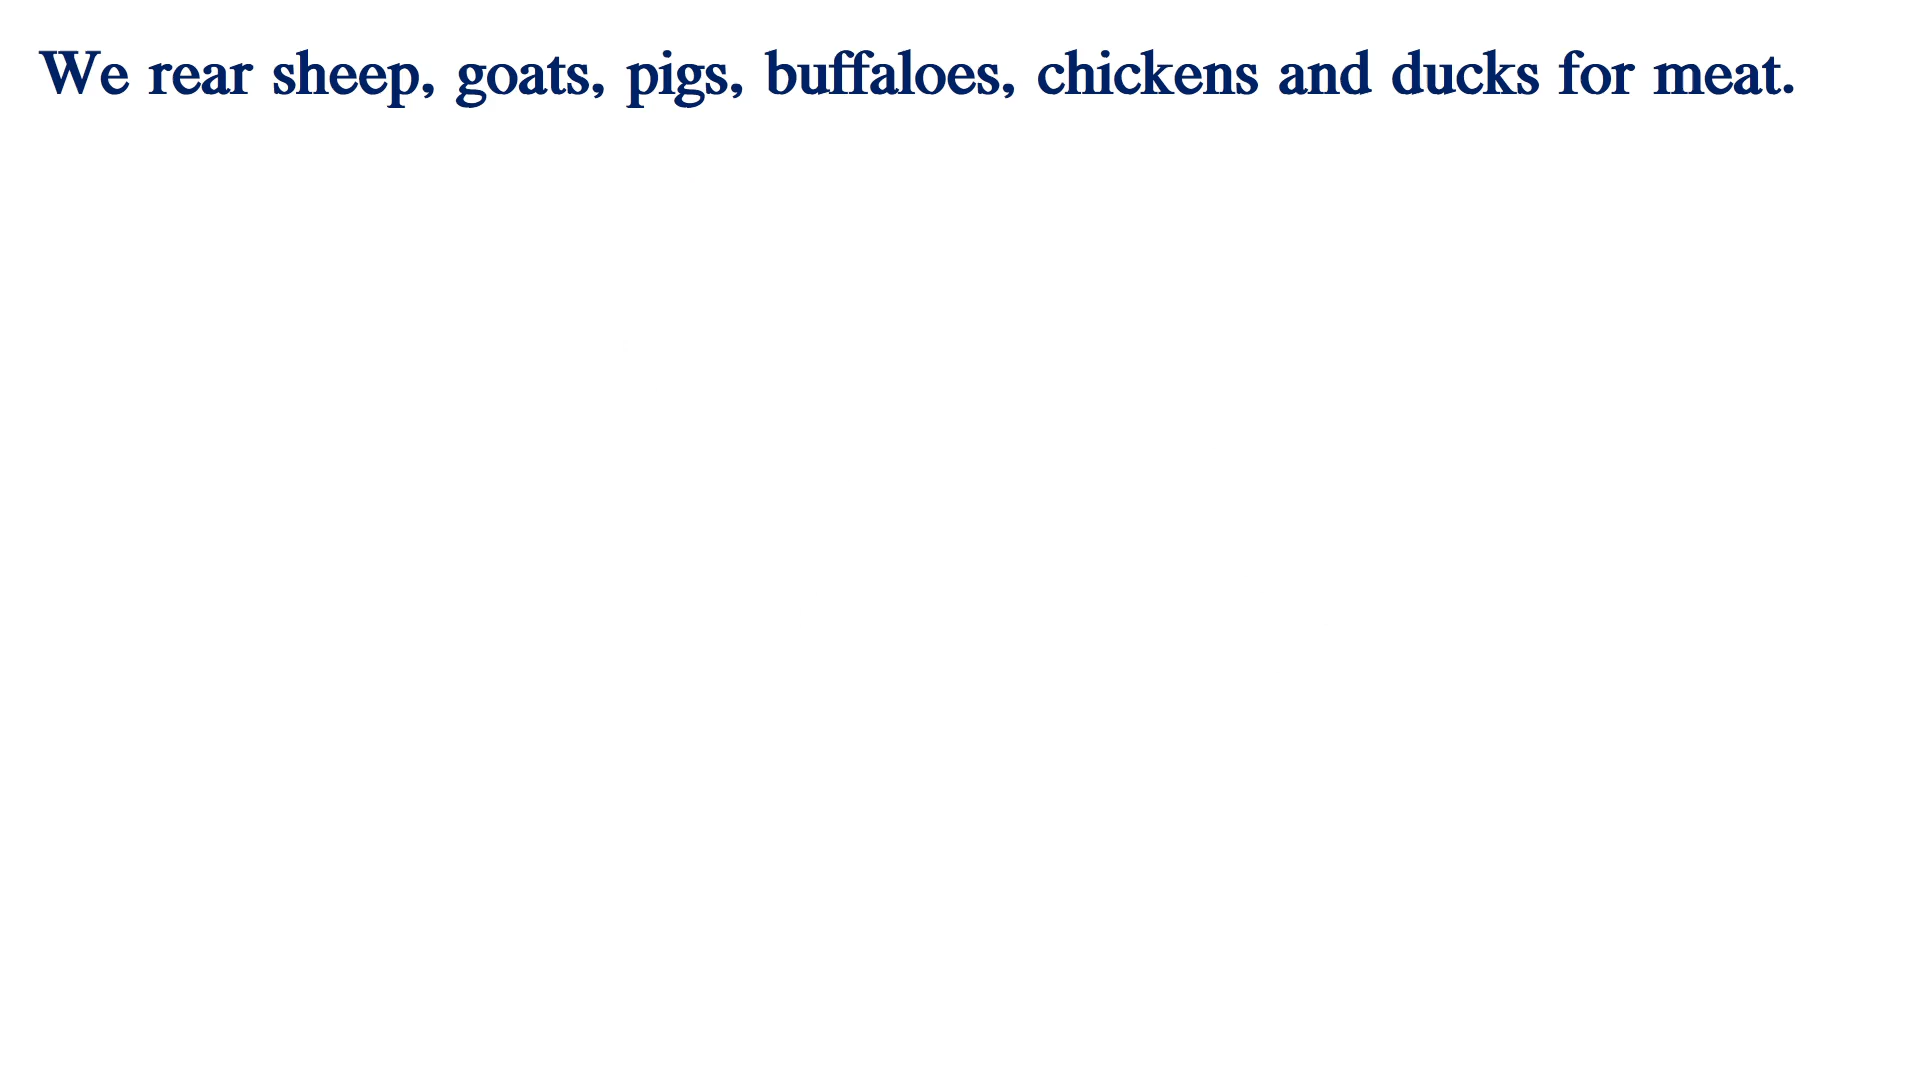 We rear sheep, goats, pigs, buffaloes, chickens and ducks for meat.